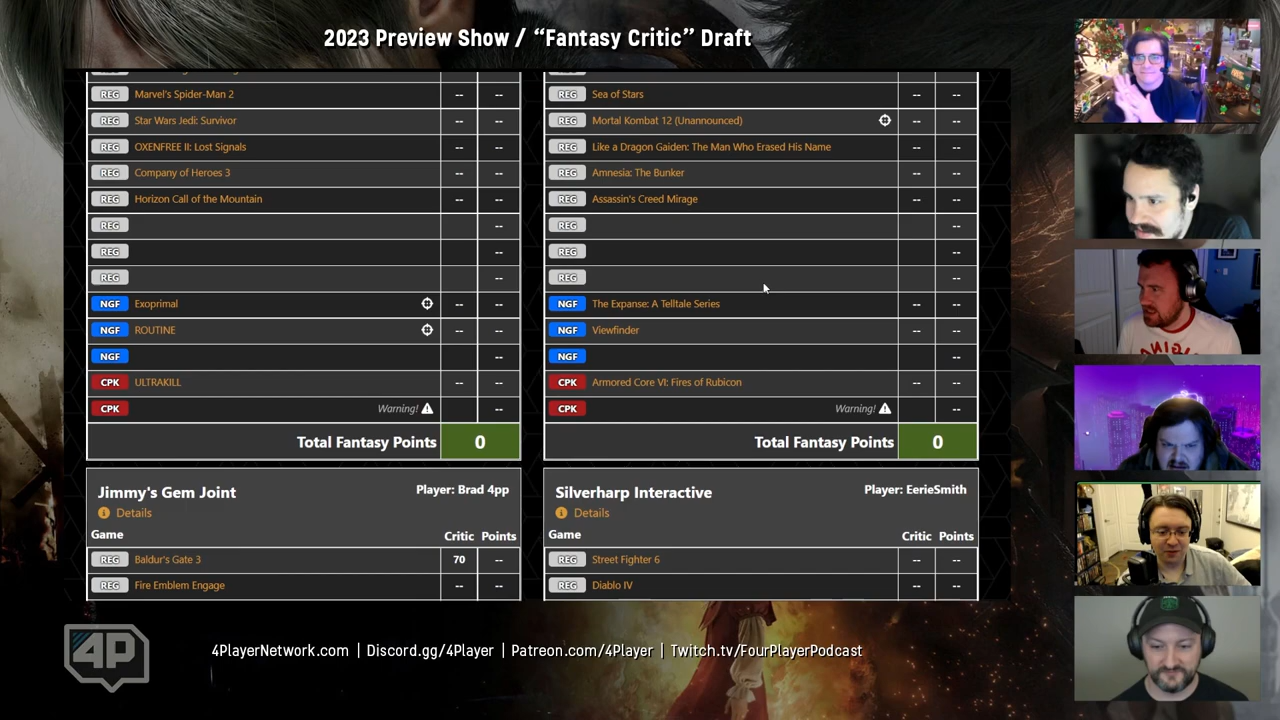 2023 Preview Show / “Fantasy Critic” Draft
REG Marvel's Spider-Man 2 -- --
REG Star Wars Jedi: Survivor -- --
REG OXENFREE II: Lost Signals -- --
REG Company of Heroes 3 -- --
REG Horizon Call of the Mountain -- --
REG --
REG --
REG --
NGF Exoprimal -- --
NGF ROUTINE -- --
NGF --
CPK ULTRAKILL -- --
CPK Warning! --
Total Fantasy Points 0
REG Sea of Stars -- --
REG Mortal Kombat 12 (Unannounced) -- --
REG Like a Dragon Gaiden: The Man Who Erased His Name -- --
REG Amnesia: The Bunker -- --
REG Assassin's Creed Mirage -- --
REG --
REG --
REG --
NGF The Expanse: A Telltale Series -- --
NGF Viewfinder -- --
NGF --
CPK Armored Core VI: Fires of Rubicon -- --
CPK Warning! --
Total Fantasy Points 0
Jimmy's Gem Joint Player: Brad 4pp
Details
Game Critic Points
REG Baldur's Gate 3 70 --
REG Fire Emblem Engage -- --
Silverharp Interactive Player: EerieSmith
Details
Game Critic Points
REG Street Fighter 6 -- --
REG Diablo IV -- --
4P
4PlayerNetwork.com | Discord.gg/4Player | Patreon.com/4Player | Twitch.tv/FourPlayerPodcast